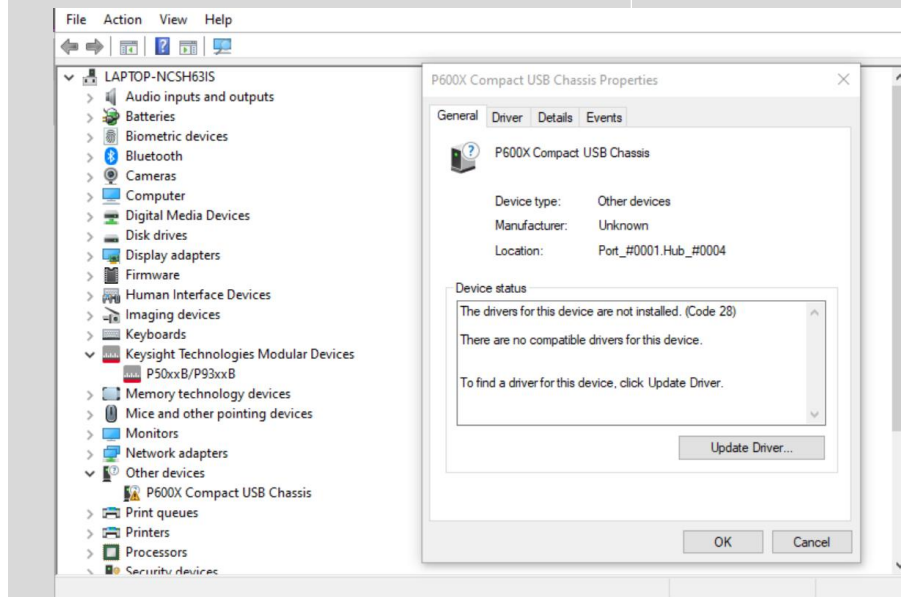 File Action View Help
LAPTOP-NCSH63IS
Audio inputs and outputs
Batteries
Biometric devices
Bluetooth
Cameras
Computer
Digital Media Devices
Disk drives
Display adapters
Firmware
Human Interface Devices
Imaging devices
Keyboards
Keysight Technologies Modular Devices
P50xxB/P93xxB
Memory technology devices
Mice and other pointing devices
Monitors
Network adapters
Other devices
P600X Compact USB Chassis
Print queues
Printers
Processors
Security devices
P600X Compact USB Chassis Properties
General Driver Details Events
P600X Compact USB Chassis
Device type: Other devices
Manufacturer: Unknown
Location: Port_#0001.Hub_#0004
Device status
The drivers for this device are not installed. (Code 28)
There are no compatible drivers for this device.
To find a driver for this device, click Update Driver.
Update Driver...
OK Cancel